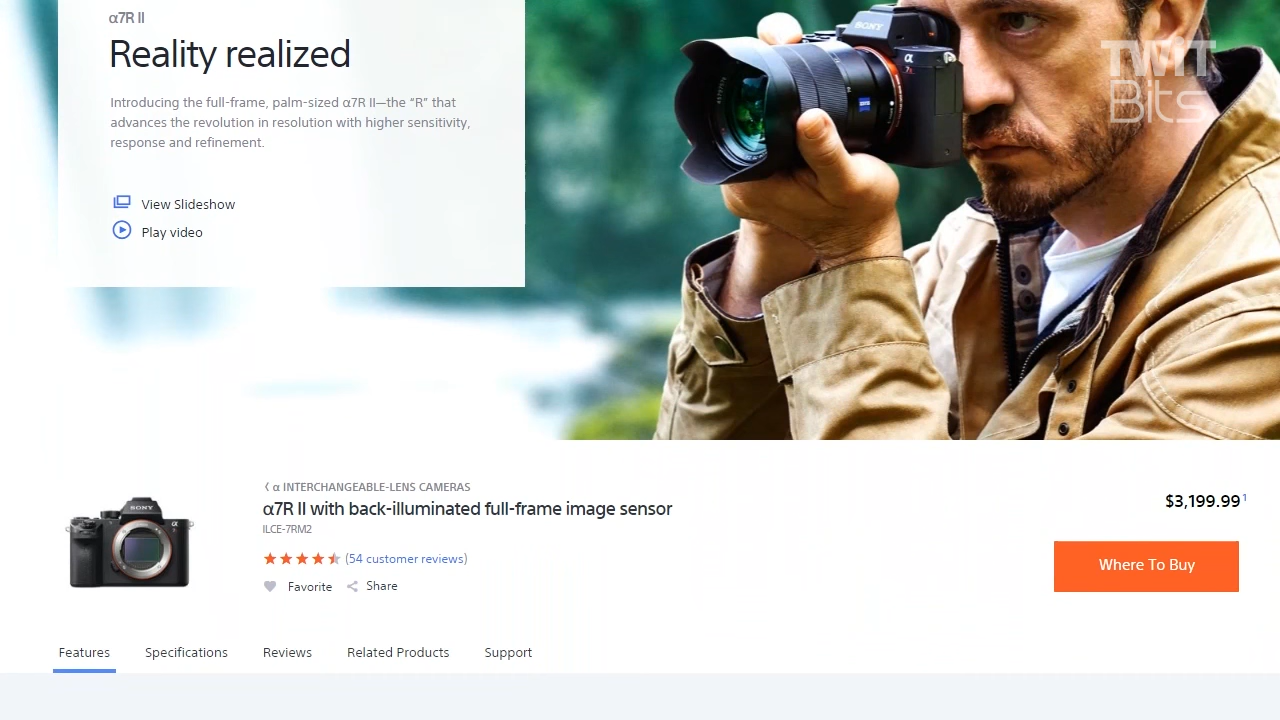 α7R II
Reality realized
Introducing the full-frame, palm-sized α7R II—the “R” that
advances the revolution in resolution with higher sensitivity,
response and refinement.
View Slideshow
Play video
SONY
α
TWiT
Bits
α INTERCHANGEABLE-LENS CAMERAS
α7R II with back-illuminated full-frame image sensor
ILCE-7RM2
(54 customer reviews)
Favorite
Share
SONY
α
$3,199.99 1
Where To Buy
Features
Specifications
Reviews
Related Products
Support